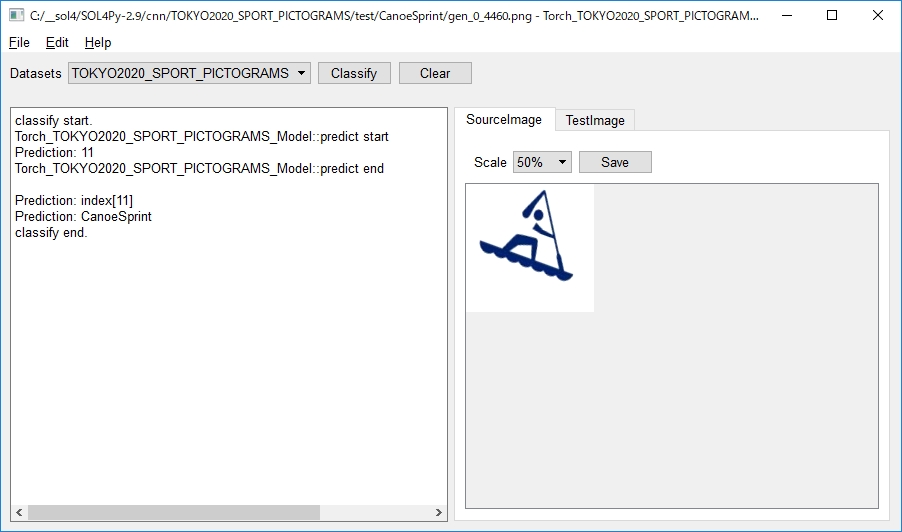 C:/__sol4/SOL4Py-2.9/cnn/TOKYO2020_SPORT_PICTOGRAMS/test/CanoeSprint/gen_0_4460.png - Torch_TOKYO2020_SPORT_PICTOGRAM...
File Edit Help
Datasets TOKYO2020_SPORT_PICTOGRAMS Classify Clear
classify start.
Torch_TOKYO2020_SPORT_PICTOGRAMS_Model::predict start
Prediction: 11
Torch_TOKYO2020_SPORT_PICTOGRAMS_Model::predict end
Prediction: index[11]
Prediction: CanoeSprint
classify end.
SourceImage TestImage
Scale 50% Save